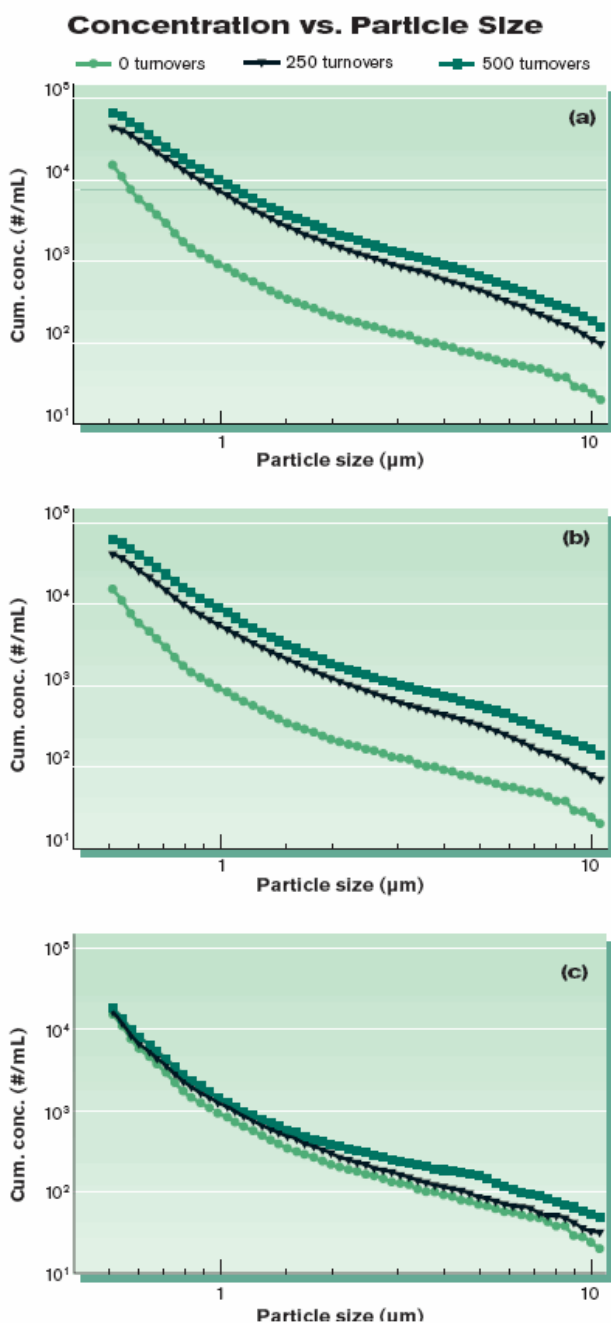 Concentration vs. Particle Size
0 turnovers 250 turnovers 500 turnovers
(a)
Cum. conc. (#/mL)
10⁵
10⁴
10³
10²
10¹
1 10
Particle size (μm)
(b)
Cum. conc. (#/mL)
10⁵
10⁴
10³
10²
10¹
1 10
Particle size (μm)
(c)
Cum. conc. (#/mL)
10⁵
10⁴
10³
10²
10¹
1 10
Particle size (μm)